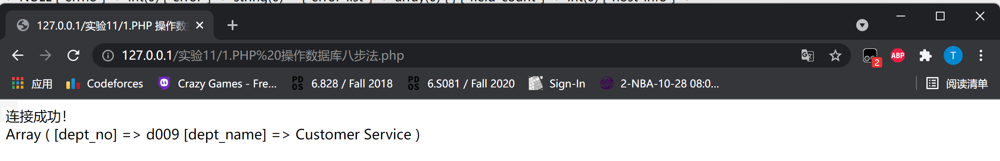 127.0.0.1/实验11/1.PHP 操作数
127.0.0.1/实验11/1.PHP%20操作数据库八步法.php
2
ABP
T
应用
Codeforces
Crazy Games - Fre...
PDOS
6.828 / Fall 2018
PDOS
6.S081 / Fall 2020
Sign-In
2-NBA-10-28 08:0...
阅读清单
连接成功!
Array ( [dept_no] => d009 [dept_name] => Customer Service )